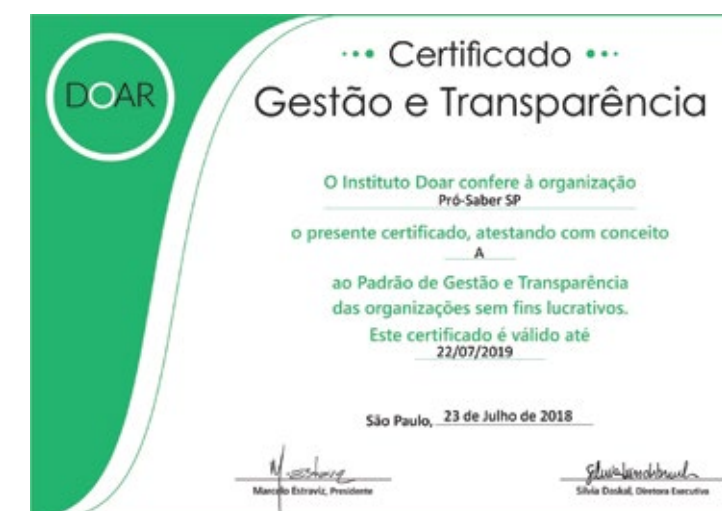 DOAR
••• Certificado •••
Gestão e Transparência
O Instituto Doar confere à organização
Pró-Saber SP
o presente certificado, atestando com conceito
A
ao Padrão de Gestão e Transparência
das organizações sem fins lucrativos.
Este certificado é válido até
22/07/2019
São Paulo, 23 de Julho de 2018
Marcelo Estraviz, Presidente
Silvia Daskal, Diretora Executiva